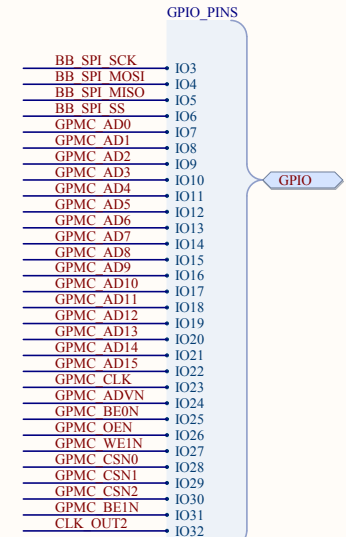 GPIO_PINS
BB_SPI_SCK IO3
BB_SPI_MOSI IO4
BB_SPI_MISO IO5
BB_SPI_SS IO6
GPMC_AD0 IO7
GPMC_AD1 IO8
GPMC_AD2 IO9
GPMC_AD3 IO10 GPIO
GPMC_AD4 IO11
GPMC_AD5 IO12
GPMC_AD6 IO13
GPMC_AD7 IO14
GPMC_AD8 IO15
GPMC_AD9 IO16
GPMC_AD10 IO17
GPMC_AD11 IO18
GPMC_AD12 IO19
GPMC_AD13 IO20
GPMC_AD14 IO21
GPMC_AD15 IO22
GPMC_CLK IO23
GPMC_ADVN IO24
GPMC_BE0N IO25
GPMC_OEN IO26
GPMC_WE1N IO27
GPMC_CSN0 IO28
GPMC_CSN1 IO29
GPMC_CSN2 IO30
GPMC_BE1N IO31
CLK_OUT2 IO32